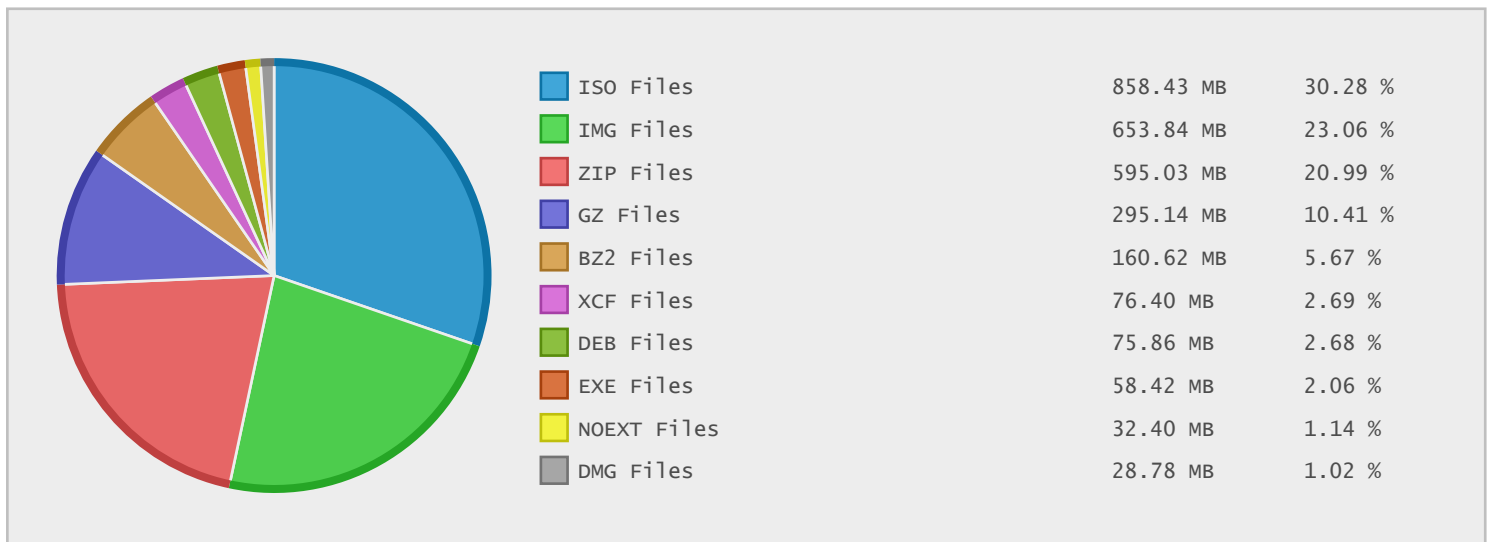 ISO Files 858.43 MB 30.28 %
IMG Files 653.84 MB 23.06 %
ZIP Files 595.03 MB 20.99 %
GZ Files 295.14 MB 10.41 %
BZ2 Files 160.62 MB 5.67 %
XCF Files 76.40 MB 2.69 %
DEB Files 75.86 MB 2.68 %
EXE Files 58.42 MB 2.06 %
NOEXT Files 32.40 MB 1.14 %
DMG Files 28.78 MB 1.02 %